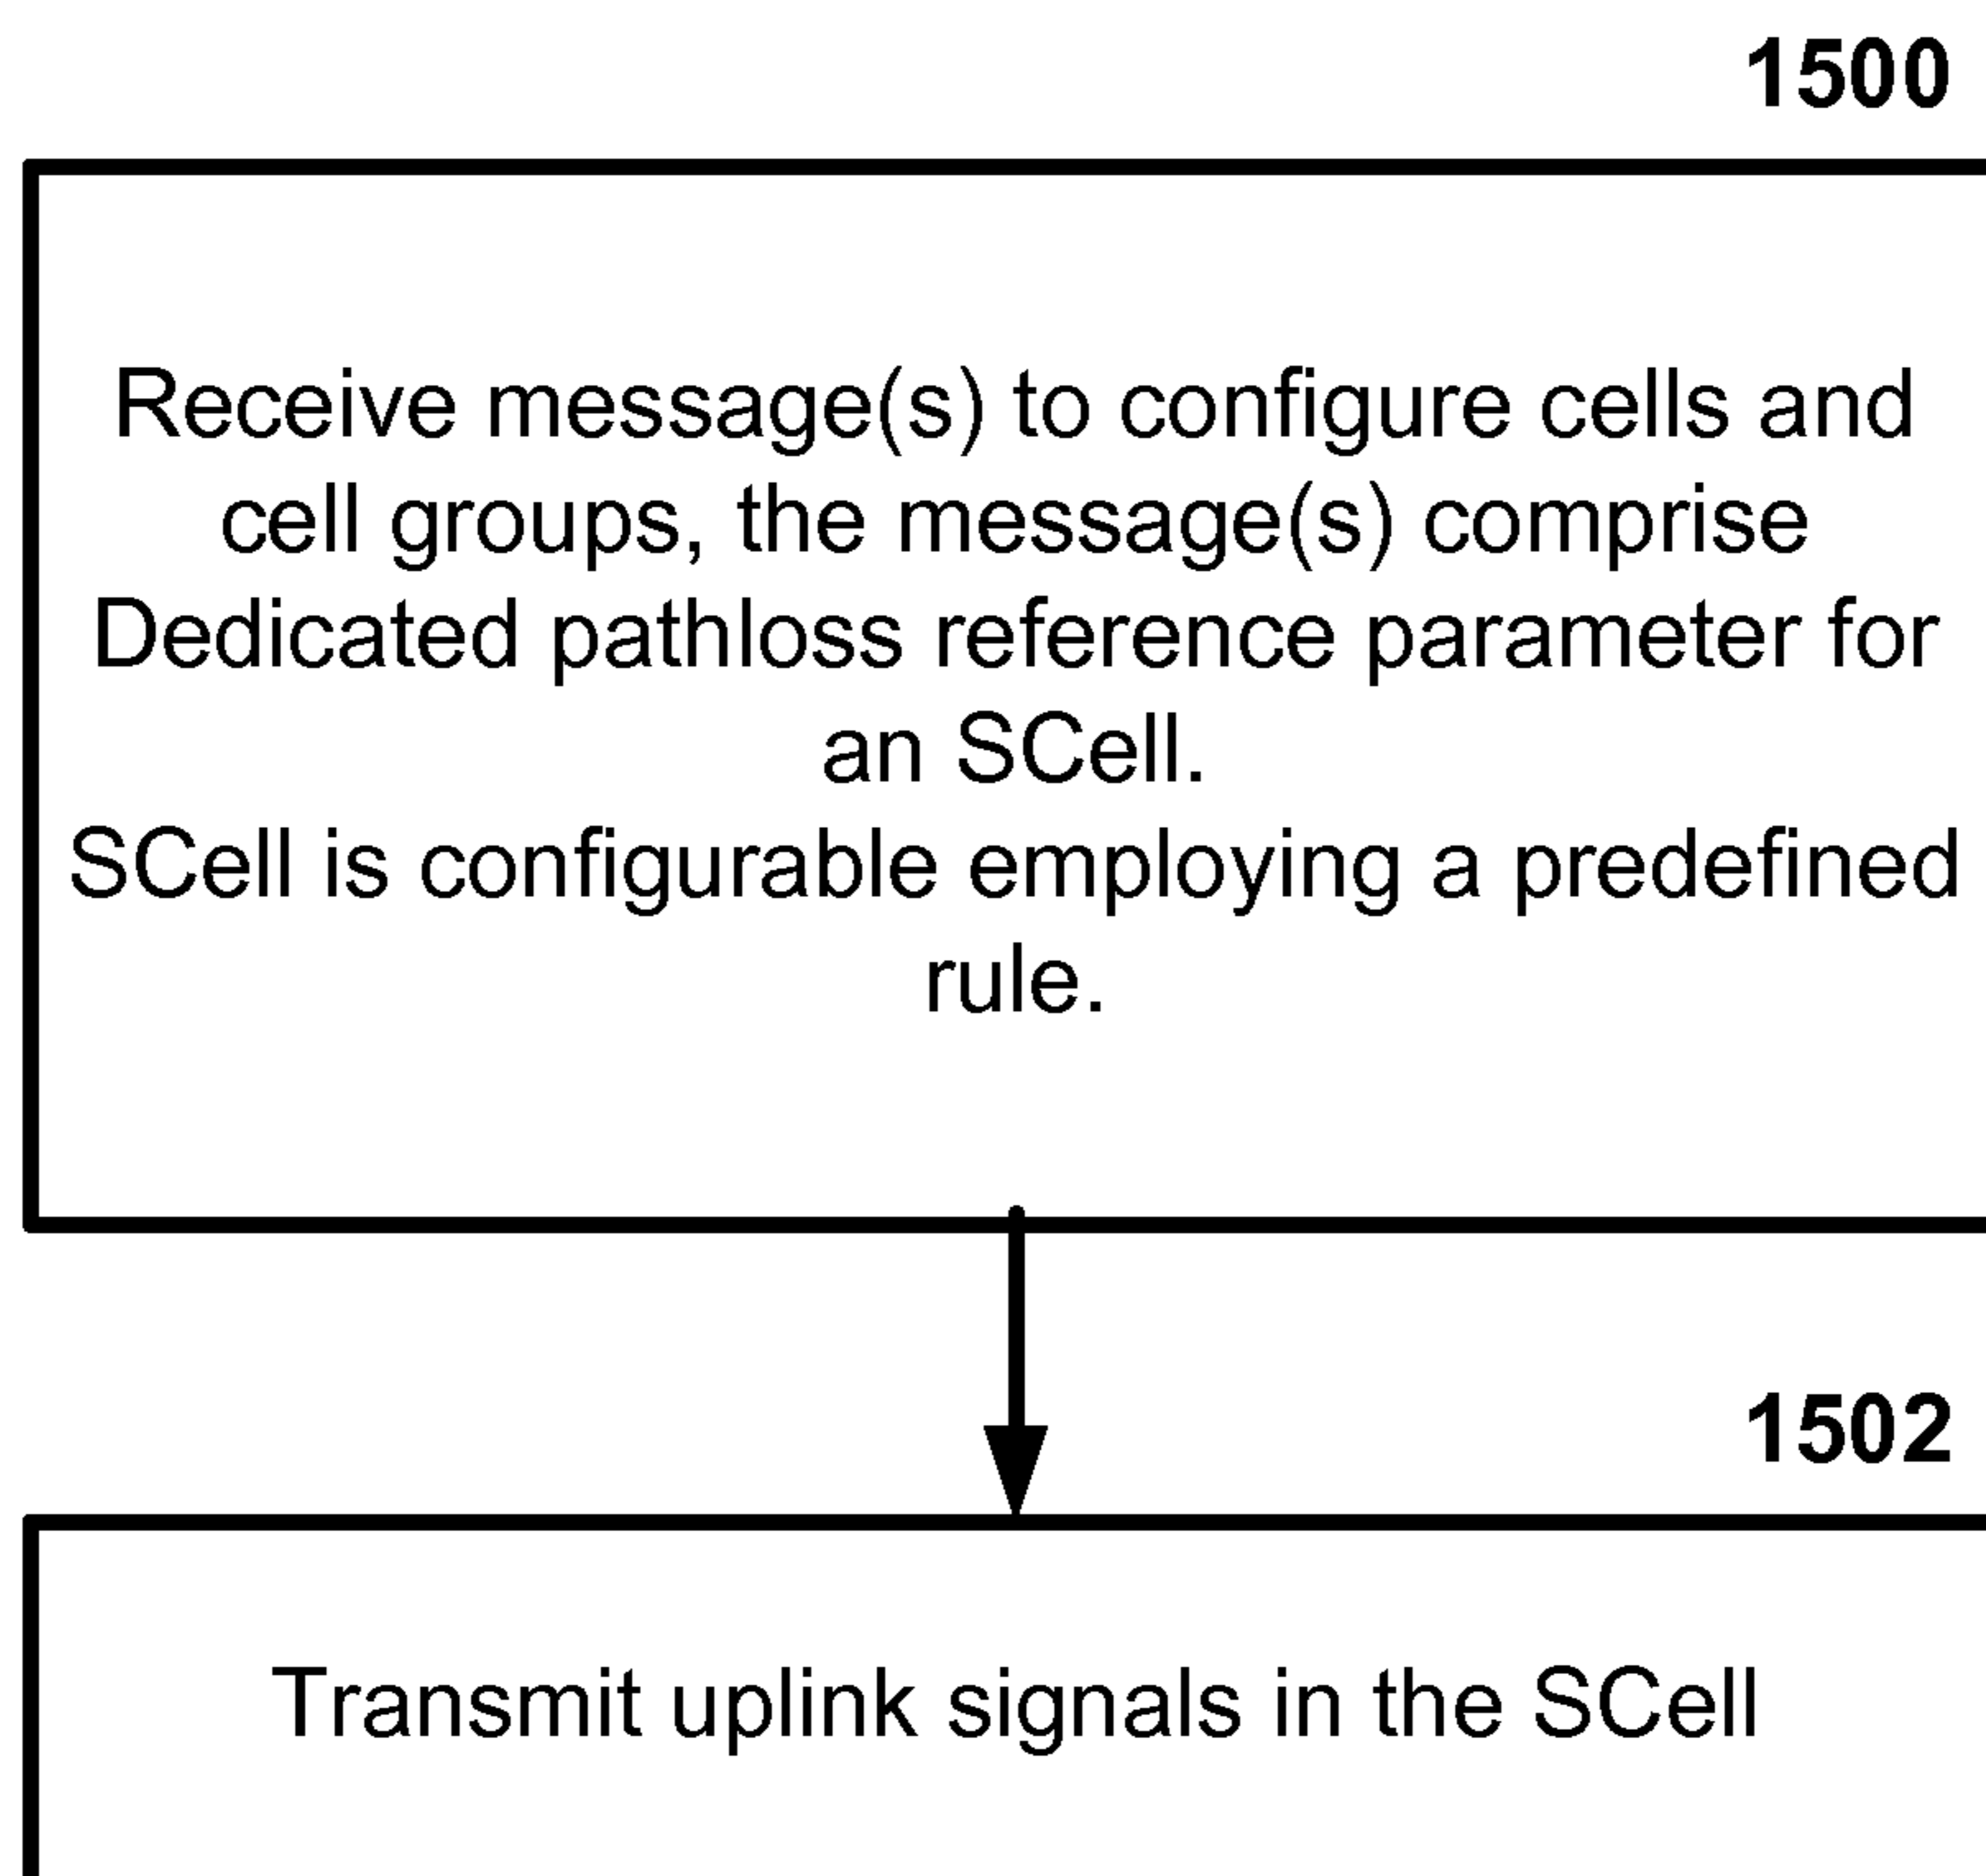 1500
Receive message(s) to configure cells and
cell groups, the message(s) comprise
Dedicated pathloss reference parameter for
an SCell.
SCell is configurable employing a predefined
rule.
1502
Transmit uplink signals in the SCell